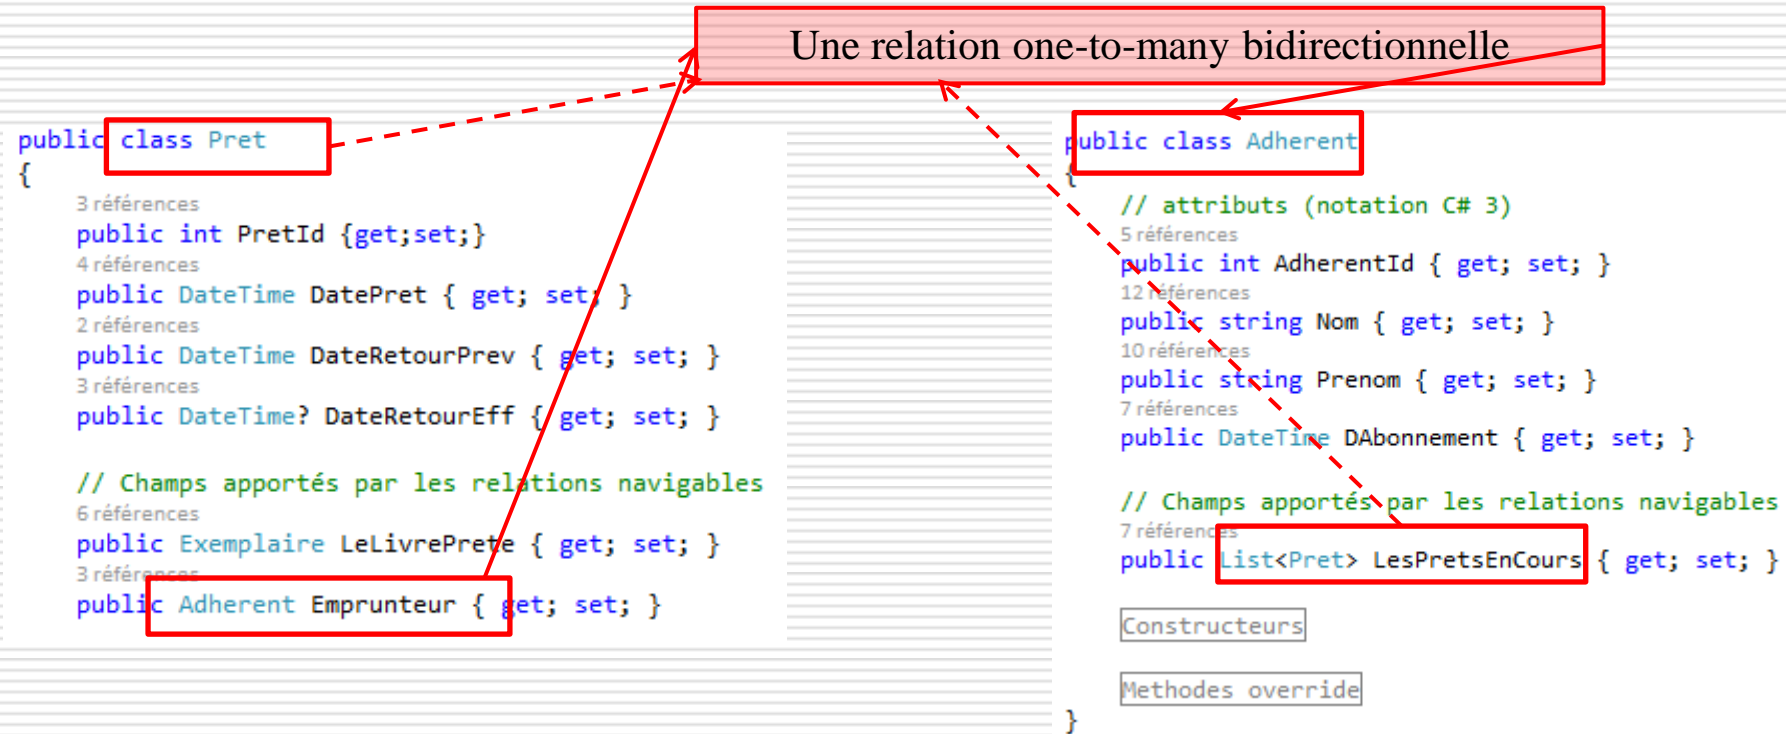 Une relation one-to-many bidirectionnelle
public class Pret
{
3 références
public int PretId {get;set;}
4 références
public DateTime DatePret { get; set; }
2 références
public DateTime DateRetourPrev { get; set; }
3 références
public DateTime? DateRetourEff { get; set; }
// Champs apportés par les relations navigables
6 références
public Exemplaire LeLivrePrete { get; set; }
3 références
public Adherent Emprunteur { get; set; }
public class Adherent
{
// attributs (notation C# 3)
5 références
public int AdherentId { get; set; }
12 références
public string Nom { get; set; }
10 références
public string Prenom { get; set; }
7 références
public DateTime DAbonnement { get; set; }
// Champs apportés par les relations navigables
7 références
public List<Pret> LesPretsEnCours { get; set; }
Constructeurs
Methodes override
}